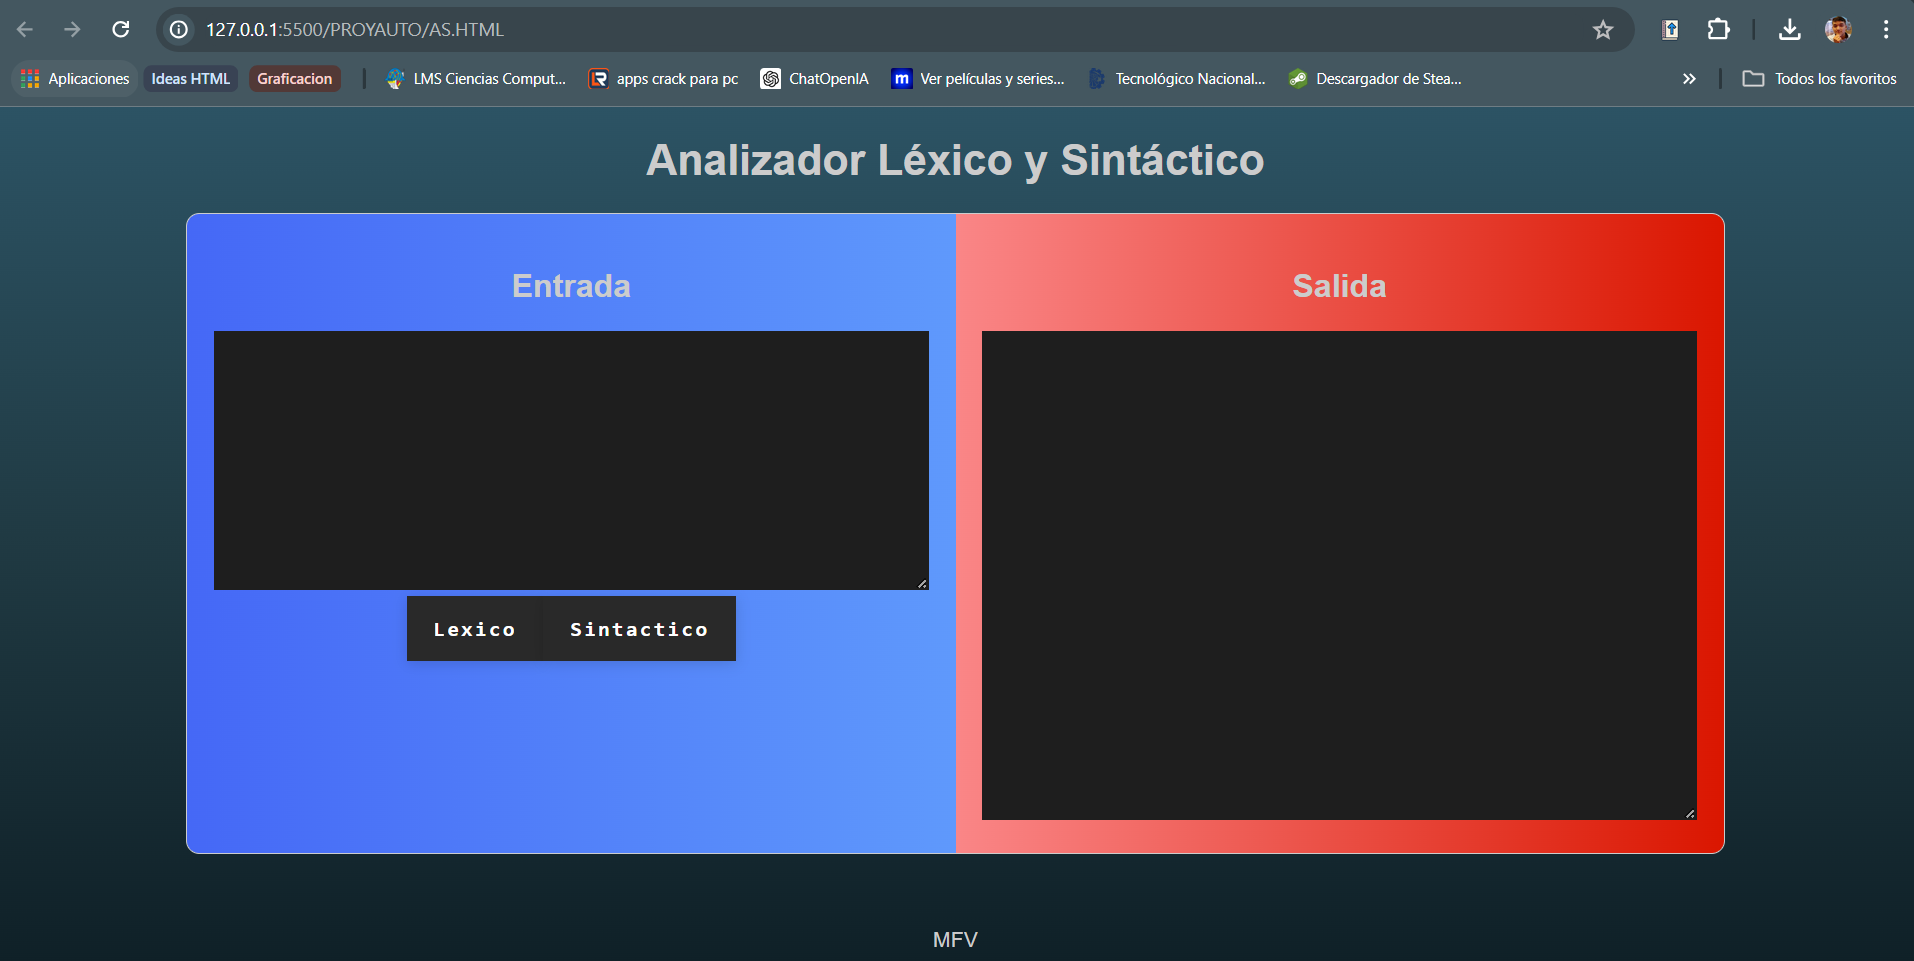 127.0.0.1:5500/PROYAUTO/AS.HTML
Aplicaciones Ideas HTML Graficacion LMS Ciencias Comput... apps crack para pc ChatOpenIA Ver películas y series... Tecnológico Nacional... Descargador de Stea... Todos los favoritos
Analizador Léxico y Sintáctico
Entrada
Salida
Lexico Sintactico
MFV